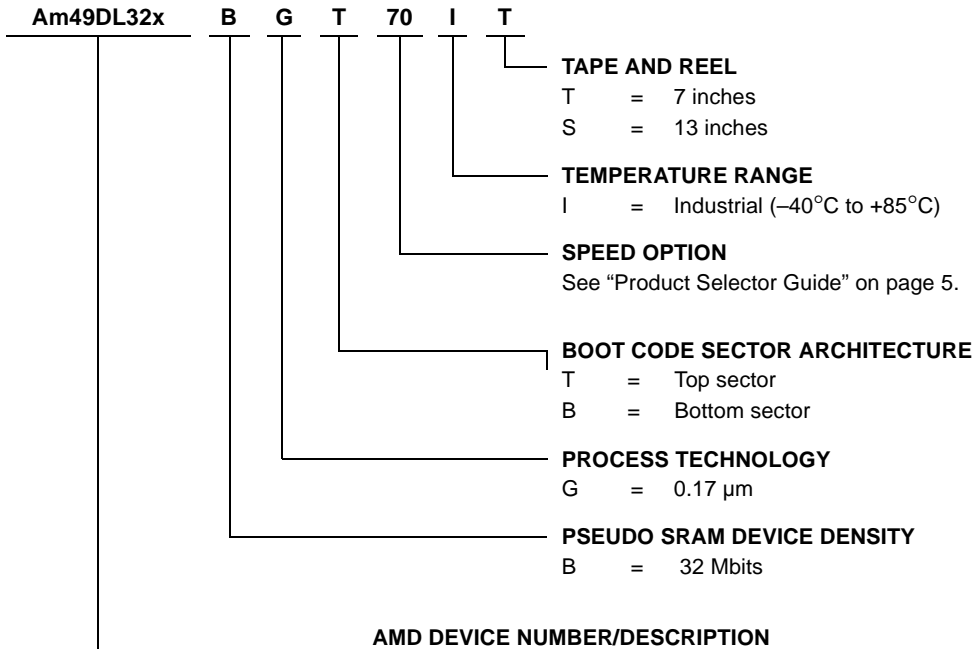 Am49DL32x B G T 70 I T
TAPE AND REEL
T = 7 inches
S = 13 inches
TEMPERATURE RANGE
I = Industrial (–40°C to +85°C)
SPEED OPTION
See “Product Selector Guide” on page 5.
BOOT CODE SECTOR ARCHITECTURE
T = Top sector
B = Bottom sector
PROCESS TECHNOLOGY
G = 0.17 µm
PSEUDO SRAM DEVICE DENSITY
B = 32 Mbits
AMD DEVICE NUMBER/DESCRIPTION